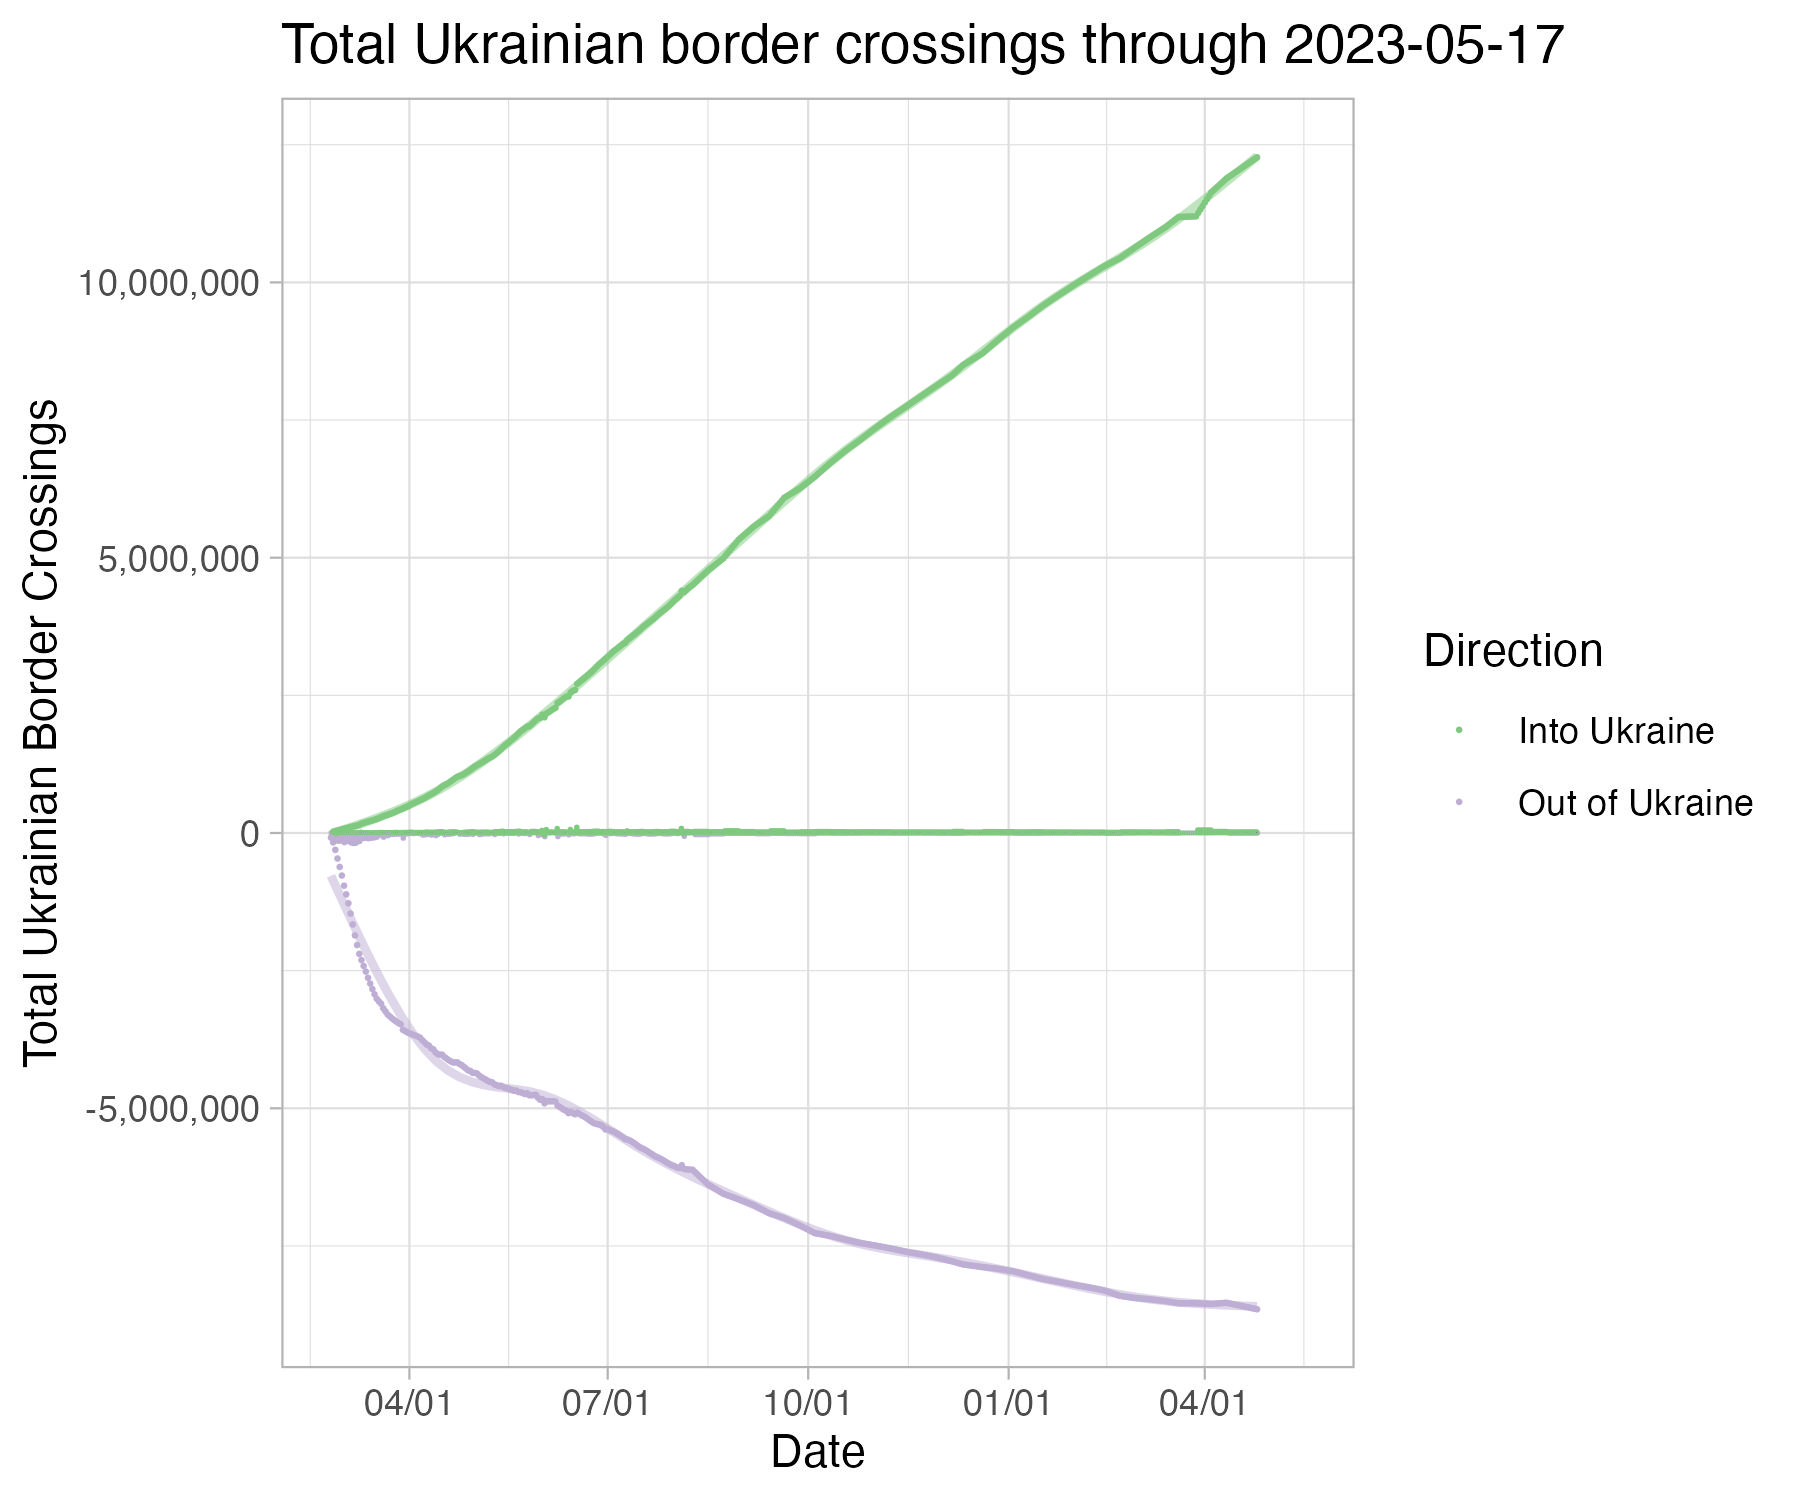 Total Ukrainian border crossings through 2023-05-17
Total Ukrainian Border Crossings
10,000,000
5,000,000
0
-5,000,000
04/01
07/01
10/01
01/01
04/01
Date
Direction
Into Ukraine
Out of Ukraine